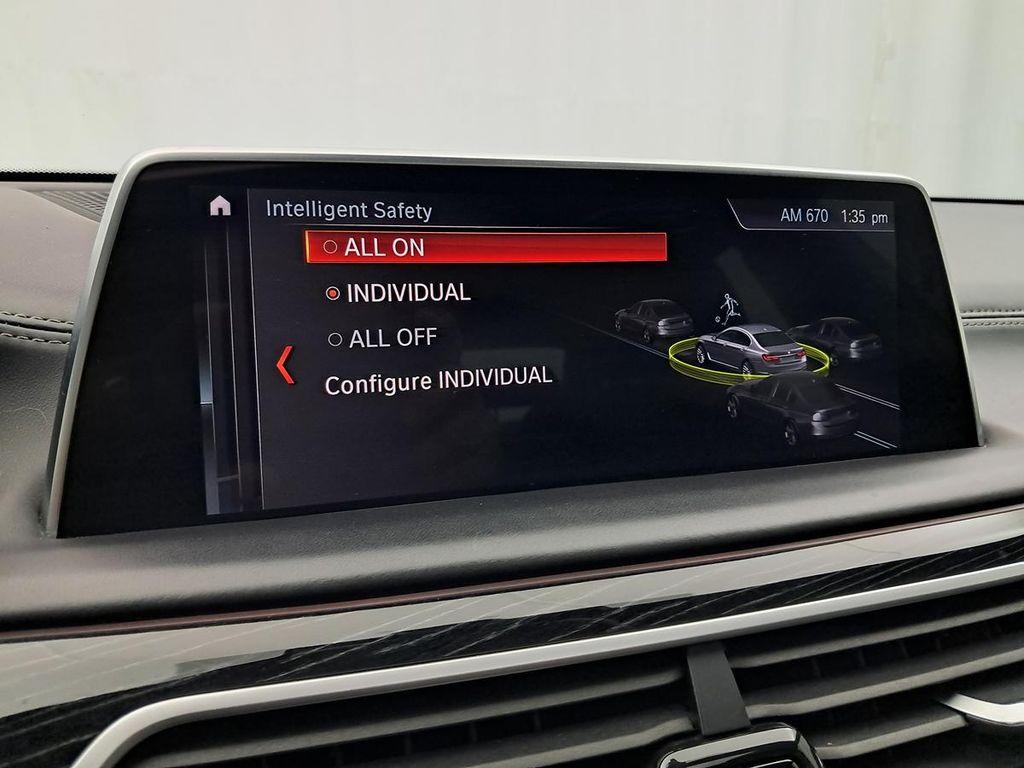 Intelligent Safety
AM 670 1:35 pm
ALL ON
INDIVIDUAL
ALL OFF
Configure INDIVIDUAL